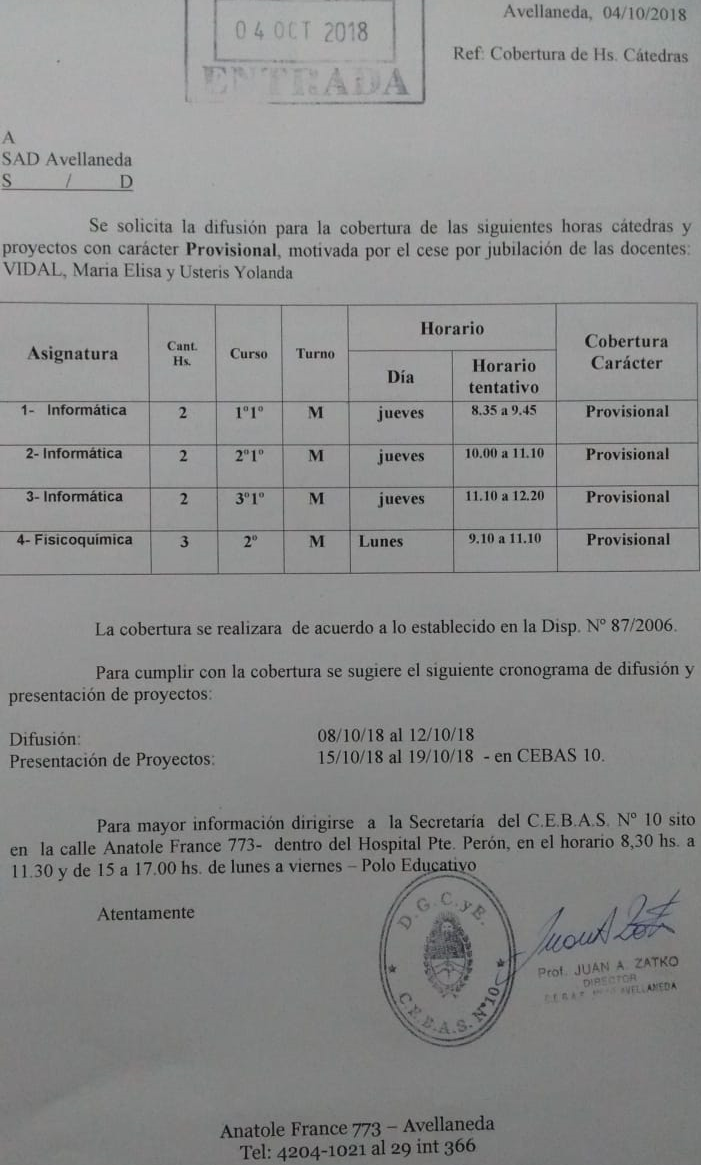 04 OCT 2018
ENTRADA
Avellaneda, 04/10/2018
Ref: Cobertura de Hs. Cátedras
A
SAD Avellaneda
S / D
Se solicita la difusión para la cobertura de las siguientes horas cátedras y
proyectos con carácter Provisional, motivada por el cese por jubilación de las docentes:
VIDAL, Maria Elisa y Usteris Yolanda
Asignatura Cant. Hs. Curso Turno Horario Cobertura Carácter
Día Horario tentativo
1- Informática 2 1º1º M jueves 8.35 a 9.45 Provisional
2- Informática 2 2º1º M jueves 10.00 a 11.10 Provisional
3- Informática 2 3º1º M jueves 11.10 a 12.20 Provisional
4- Fisicoquímica 3 2º M Lunes 9.10 a 11.10 Provisional
La cobertura se realizara de acuerdo a lo establecido en la Disp. Nº 87/2006.
Para cumplir con la cobertura se sugiere el siguiente cronograma de difusión y
presentación de proyectos:
Difusión: 08/10/18 al 12/10/18
Presentación de Proyectos: 15/10/18 al 19/10/18 - en CEBAS 10.
Para mayor información dirigirse a la Secretaría del C.E.B.A.S. Nº 10 sito
en la calle Anatole France 773- dentro del Hospital Pte. Perón, en el horario 8,30 hs. a
11.30 y de 15 a 17.00 hs. de lunes a viernes – Polo Educativo
Atentamente
D.G.C.yE.
C.E.B.A.S. Nº10
Prof. JUAN A. ZATKO
DIRECTOR
AVELLANEDA
Anatole France 773 – Avellaneda
Tel: 4204-1021 al 29 int 366